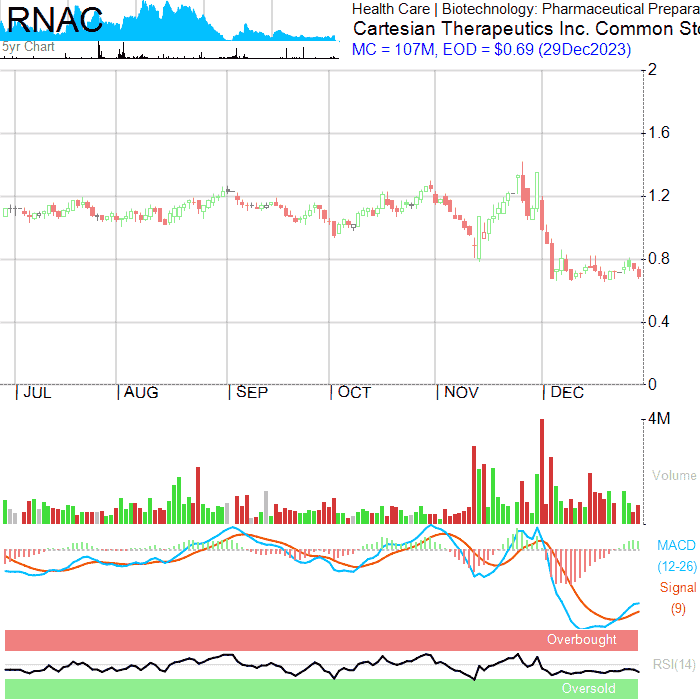 RNAC
5yr Chart
Health Care | Biotechnology: Pharmaceutical Prepara
Cartesian Therapeutics Inc. Common Sto
MC = 107M, EOD = $0.69 (29Dec2023)
2
1.6
1.2
0.8
0.4
0
JUL AUG SEP OCT NOV DEC
4M
Volume
MACD
(12-26)
Signal
(9)
Overbought
RSI(14)
Oversold